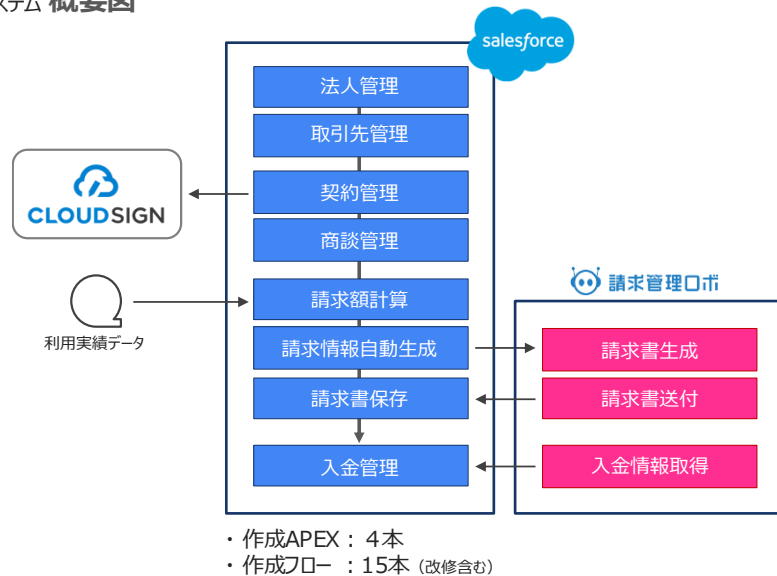 ステム 概要図
salesforce
法人管理
取引先管理
契約管理
CLOUDSIGN
商談管理
請求管理ロボ
請求額計算
利用実績データ
請求情報自動生成
請求書生成
請求書保存
請求書送付
入金管理
入金情報取得
・作成APEX：4本
・作成フロー ：15本（改修含む）